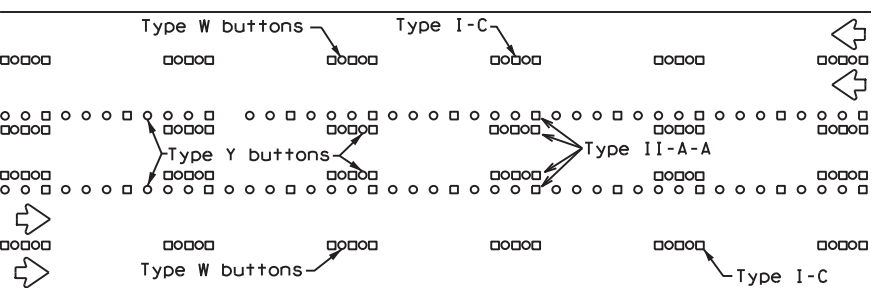 Type W buttons
Type I-C
Type Y buttons
Type II-A-A
Type W buttons
Type I-C